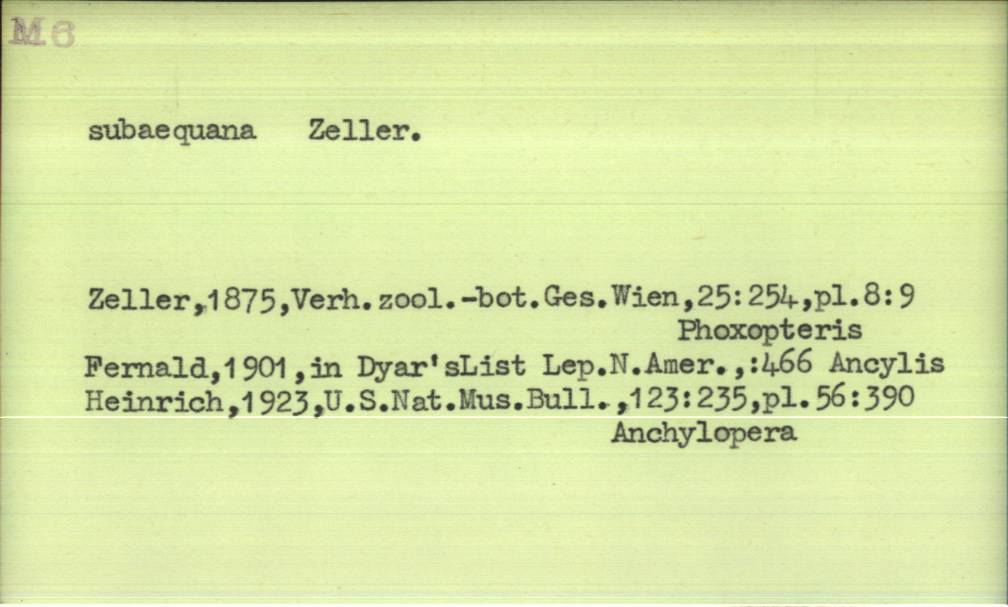 M6
subaequana Zeller.
Zeller,1875,Verh.zool.-bot.Ges.Wien,25:254,pl.8:9
Phoxopteris
Fernald,1901,in Dyar'sList Lep.N.Amer.,:466 Ancylis
Heinrich,1923,U.S.Nat.Mus.Bull.,123:235,pl.56:390
Anchylopera